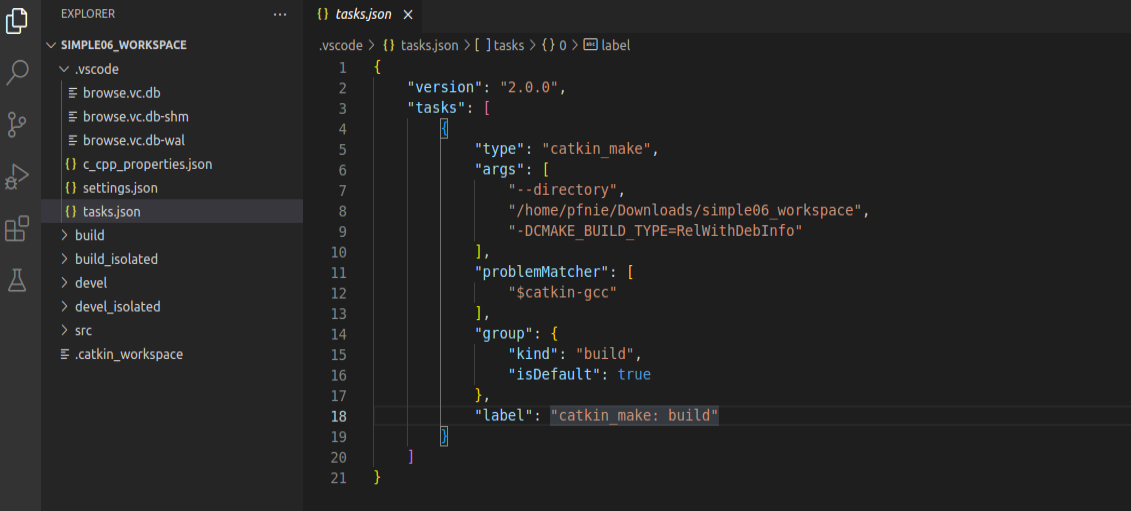 EXPLORER
SIMPLE06_WORKSPACE
.vscode
browse.vc.db
browse.vc.db-shm
browse.vc.db-wal
{} c_cpp_properties.json
{} settings.json
{} tasks.json
build
build_isolated
devel
devel_isolated
src
.catkin_workspace
{} tasks.json ×
.vscode > {} tasks.json > [ ] tasks > {} 0 > abc label
1 {
2 "version": "2.0.0",
3 "tasks": [
4 {
5 "type": "catkin_make",
6 "args": [
7 "--directory",
8 "/home/pfnie/Downloads/simple06_workspace",
9 "-DCMAKE_BUILD_TYPE=RelWithDebInfo"
10 ],
11 "problemMatcher": [
12 "$catkin-gcc"
13 ],
14 "group": {
15 "kind": "build",
16 "isDefault": true
17 },
18 "label": "catkin_make: build"
19 }
20 ]
21 }